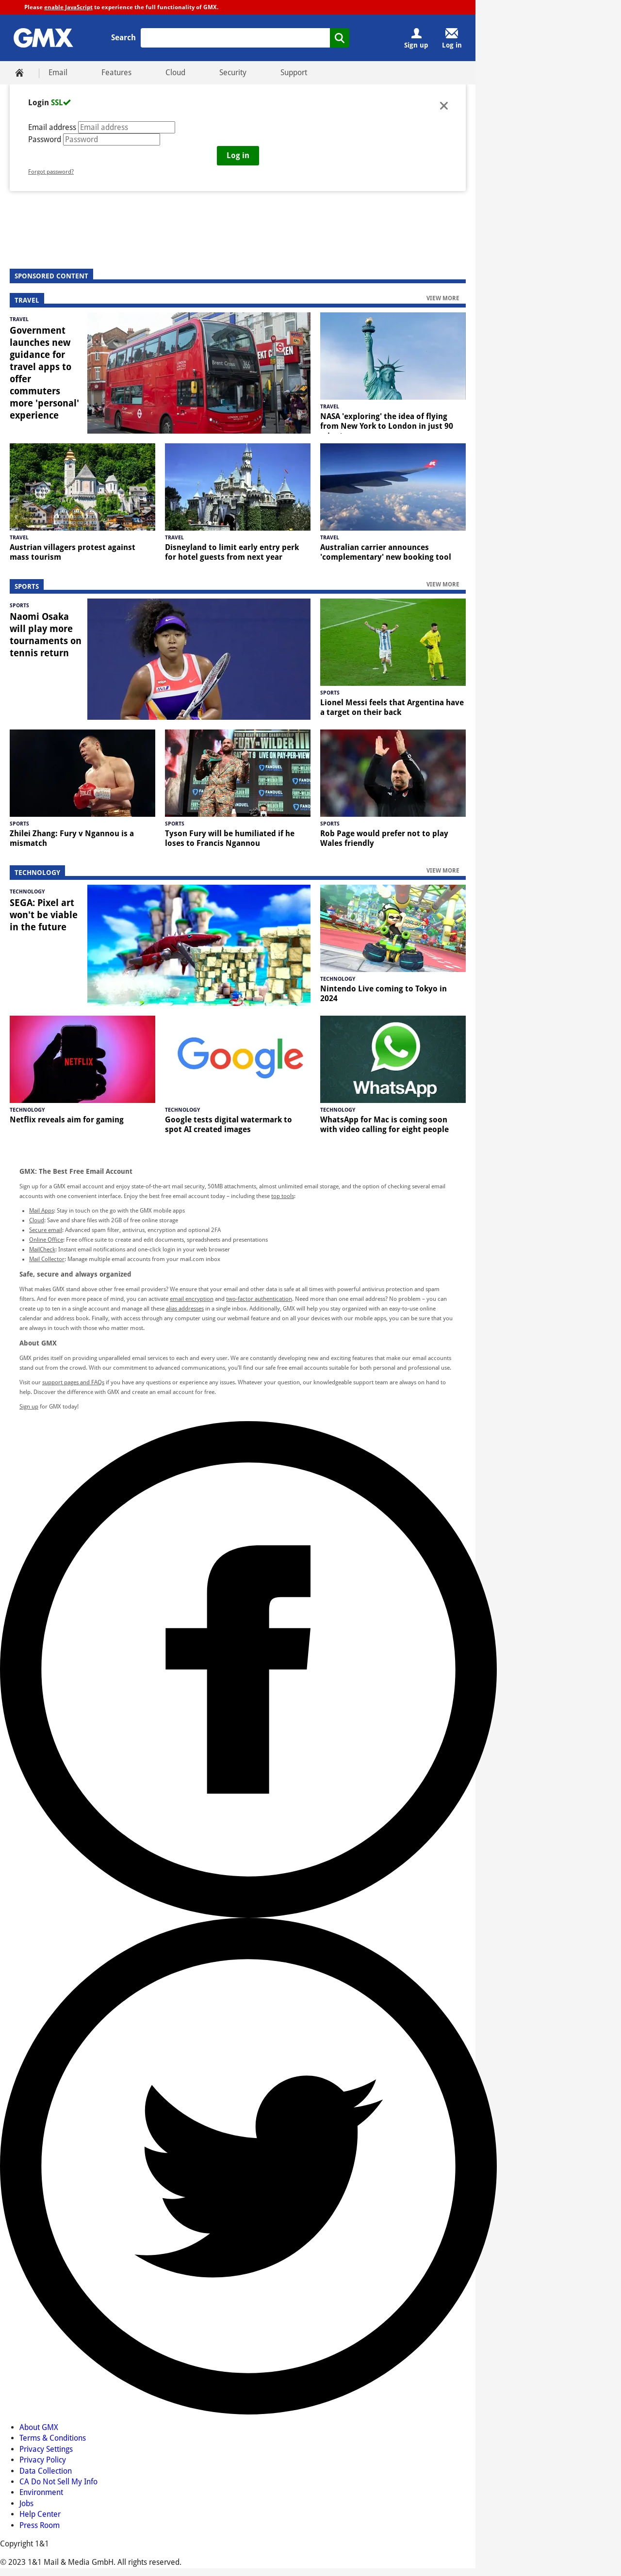 Please enable JavaScript to experience the full functionality of GMX.
GMX
Search
Sign up
Log in
Email
Features
Cloud
Security
Support
Login SSL
Email address Email address
Password Password
Log in
Forgot password?
SPONSORED CONTENT
TRAVEL
VIEW MORE
TRAVEL
Government
launches new
guidance for
travel apps to
offer
commuters
more 'personal'
experience
TRAVEL
NASA 'exploring' the idea of flying
from New York to London in just 90
TRAVEL
Austrian villagers protest against
mass tourism
TRAVEL
Disneyland to limit early entry perk
for hotel guests from next year
TRAVEL
Australian carrier announces
'complementary' new booking tool
SPORTS
VIEW MORE
SPORTS
Naomi Osaka
will play more
tournaments on
tennis return
SPORTS
Lionel Messi feels that Argentina have
a target on their back
SPORTS
Zhilei Zhang: Fury v Ngannou is a
mismatch
FURY WILDER III
LIVE ON PAY-PER-VIEW
SPORTS
Tyson Fury will be humiliated if he
loses to Francis Ngannou
SPORTS
Rob Page would prefer not to play
Wales friendly
TECHNOLOGY
VIEW MORE
TECHNOLOGY
SEGA: Pixel art
won't be viable
in the future
TECHNOLOGY
Nintendo Live coming to Tokyo in
2024
NETFLIX
TECHNOLOGY
Netflix reveals aim for gaming
Google
TECHNOLOGY
Google tests digital watermark to
spot AI created images
WhatsApp
TECHNOLOGY
WhatsApp for Mac is coming soon
with video calling for eight people
GMX: The Best Free Email Account
Sign up for a GMX email account and enjoy state-of-the-art mail security, 50MB attachments, almost unlimited email storage, and the option of checking several email
accounts with one convenient interface. Enjoy the best free email account today – including these top tools:
• Mail Apps: Stay in touch on the go with the GMX mobile apps
• Cloud: Save and share files with 2GB of free online storage
• Secure email: Advanced spam filter, antivirus, encryption and optional 2FA
• Online Office: Free office suite to create and edit documents, spreadsheets and presentations
• MailCheck: Instant email notifications and one-click login in your web browser
• Mail Collector: Manage multiple email accounts from your mail.com inbox
Safe, secure and always organized
What makes GMX stand above other free email providers? We ensure that your email and other data is safe at all times with powerful antivirus protection and spam
filters. And for even more peace of mind, you can activate email encryption and two-factor authentication. Need more than one email address? No problem – you can
create up to ten in a single account and manage all these alias addresses in a single inbox. Additionally, GMX will help you stay organized with an easy-to-use online
calendar and address book. Finally, with access through any computer using our webmail feature and on all your devices with our mobile apps, you can be sure that you
are always in touch with those who matter most.
About GMX
GMX prides itself on providing unparalleled email services to each and every user. We are constantly developing new and exciting features that make our email accounts
stand out from the crowd. With our commitment to advanced communications, you'll find our safe free email accounts suitable for both professional and leisure use.
Visit our support pages and FAQs if you have any questions or experience any issues. Whatever your question, our knowledgeable support team are always on hand to
help. Discover the difference with GMX and create an email account for free.
Sign up for GMX today!
• About GMX
• Terms & Conditions
• Privacy Settings
• Privacy Policy
• Data Collection
• CA Do Not Sell My Info
• Environment
• Jobs
• Help Center
• Press Room
Copyright 1&1
© 2023 1&1 Mail & Media GmbH. All rights reserved.